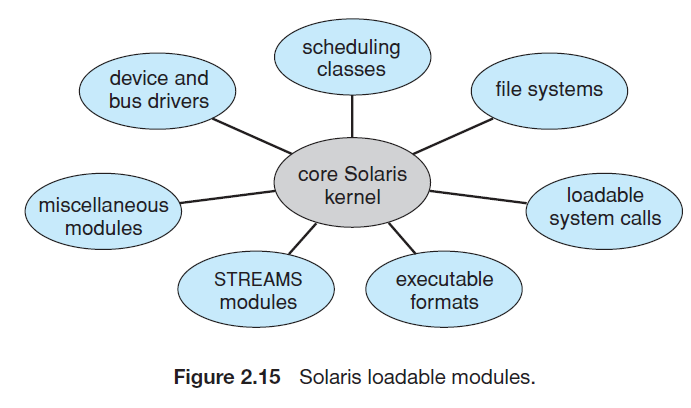 scheduling
classes
device and
bus drivers
file systems
core Solaris
kernel
miscellaneous
modules
loadable
system calls
STREAMS
modules
executable
formats
Figure 2.15 Solaris loadable modules.